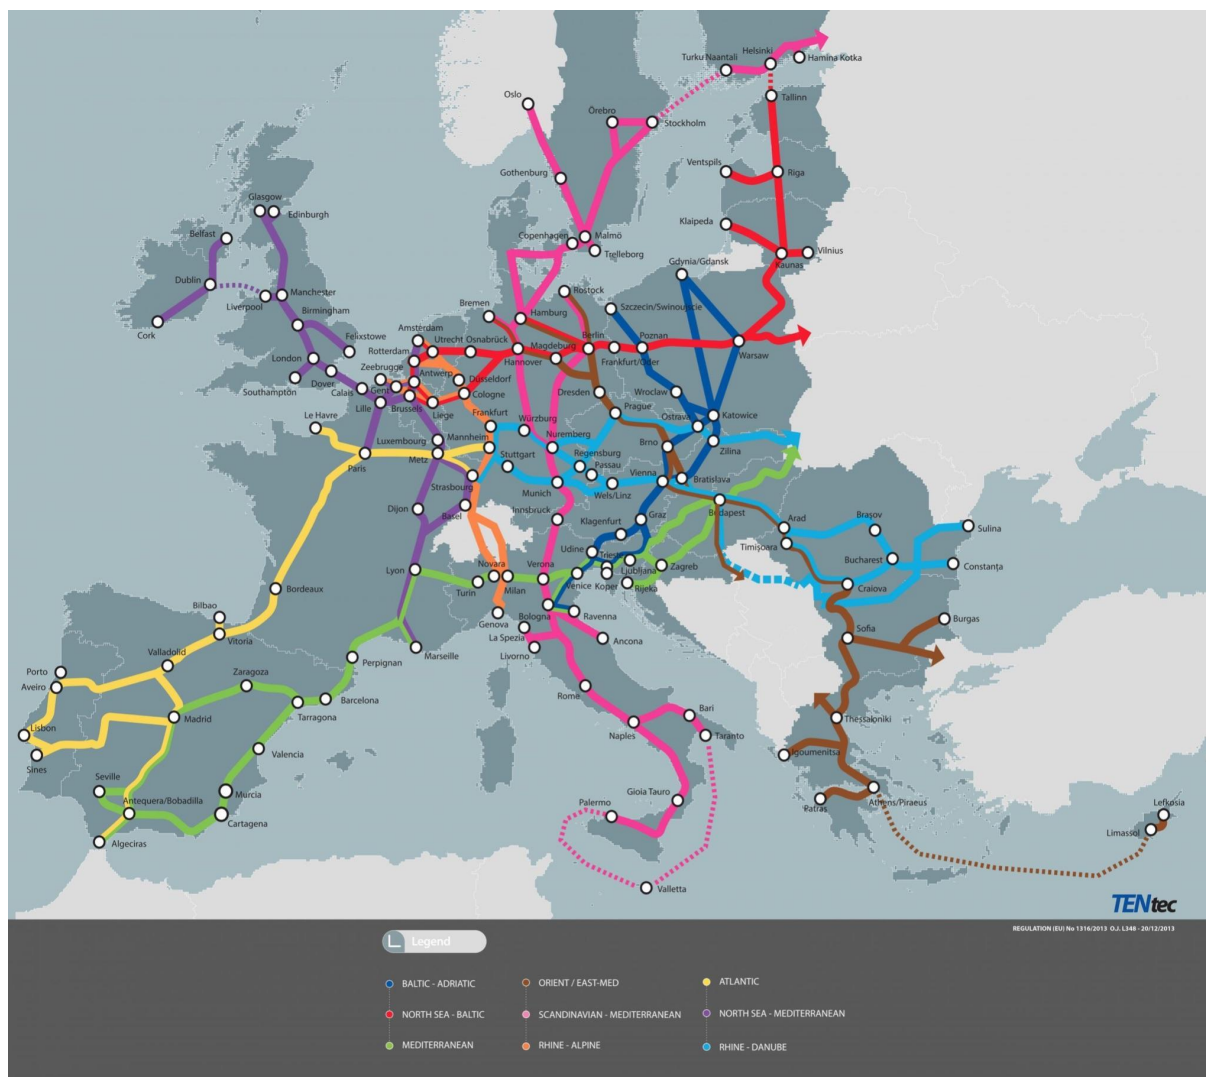 Turku Naantali
Helsinki
Hamina Kotka
Oslo
Örebro
Stockholm
Tallinn
Ventspils
Riga
Gothenburg
Klaipeda
Glasgow
Edinburgh
Belfast
Copenhagen
Malmö
Trelleborg
Vilnius
Kaunas
Gdynia/Gdansk
Dublin
Liverpool
Manchester
Rostock
Szczecin/Swinoujscie
Bremen
Hamburg
Cork
Birmingham
Felixstowe
Amsterdam
Utrecht
Osnabrück
Magdeburg
Berlin
Poznan
Warsaw
London
Rotterdam
Hannover
Frankfurt/Oder
Zeebrugge
Dover
Antwerp
Düsseldorf
Southampton
Calais
Gent
Cologne
Dresden
Wroclaw
Lille
Brussels
Liege
Le Havre
Frankfurt
Würzburg
Prague
Ostrava
Katowice
Luxembourg
Mannheim
Nuremberg
Brno
Zilina
Paris
Metz
Stuttgart
Regensburg
Passau
Strasbourg
Munich
Wels/Linz
Vienna
Bratislava
Dijon
Basel
Innsbruck
Klagenfurt
Graz
Budapest
Arad
Braşov
Sulina
Udine
Trieste
Timişoara
Bucharest
Lyon
Novara
Verona
Ljubljana
Zagreb
Constanţa
Turin
Milan
Venice
Koper
Rijeka
Craiova
Bordeaux
Bilbao
Genova
Bologna
Ravenna
Burgas
Vitoria
La Spezia
Ancona
Sofia
Valladolid
Marseille
Livorno
Porto
Zaragoza
Perpignan
Aveiro
Rome
Barcelona
Madrid
Tarragona
Bari
Thessaloniki
Lisbon
Naples
Taranto
Valencia
Igoumenitsa
Sines
Seville
Murcia
Gioia Tauro
Antequera/Bobadilla
Palermo
Patras
Athens/Piraeus
Lefkosia
Cartagena
Limassol
Algeciras
Valletta
TENtec
REGULATION (EU) No 1316/2013 O.J. L348 - 20/12/2013
Legend
BALTIC - ADRIATIC
ORIENT / EAST-MED
ATLANTIC
NORTH SEA - BALTIC
SCANDINAVIAN - MEDITERRANEAN
NORTH SEA - MEDITERRANEAN
MEDITERRANEAN
RHINE - ALPINE
RHINE - DANUBE